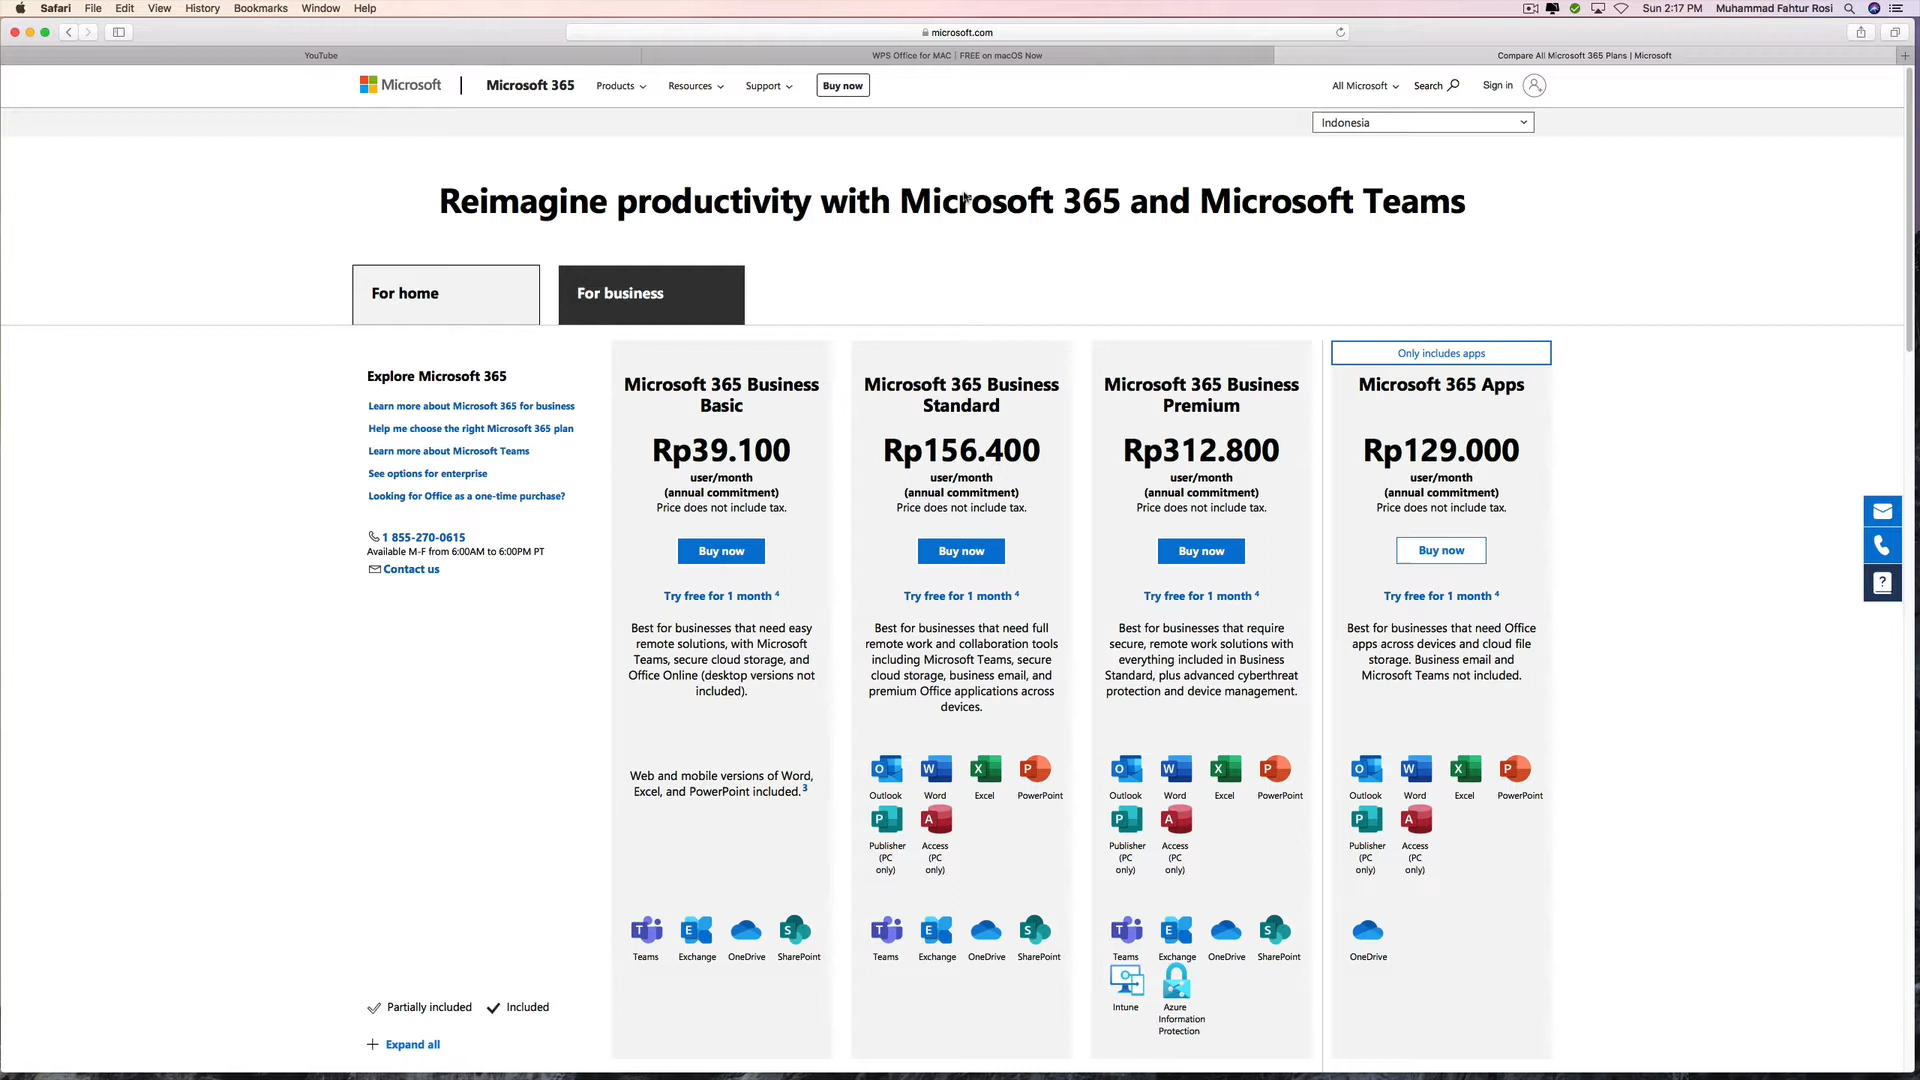 Safari File Edit View History Bookmarks Window Help
Sun 2:17 PM Muhammad Fahtur Rosi
microsoft.com
YouTube
WPS Office for MAC | FREE on macOS Now
Compare All Microsoft 365 Plans | Microsoft
Microsoft
Microsoft 365
Products
Resources
Support
Buy now
All Microsoft
Search
Sign in
Indonesia
Reimagine productivity with Microsoft 365 and Microsoft Teams
For home
For business
Explore Microsoft 365
Learn more about Microsoft 365 for business
Help me choose the right Microsoft 365 plan
Learn more about Microsoft Teams
See options for enterprise
Looking for Office as a one-time purchase?
1 855-270-0615
Available M-F from 6:00AM to 6:00PM PT
Contact us
Partially included
Included
Expand all
Microsoft 365 Business
Basic
Rp39.100
user/month
(annual commitment)
Price does not include tax.
Buy now
Try free for 1 month 4
Best for businesses that need easy
remote solutions, with Microsoft
Teams, secure cloud storage, and
Office Online (desktop versions not
included).
Web and mobile versions of Word,
Excel, and PowerPoint included.3
T E S
Teams Exchange OneDrive SharePoint
Microsoft 365 Business
Standard
Rp156.400
user/month
(annual commitment)
Price does not include tax.
Buy now
Try free for 1 month 4
Best for businesses that need full
remote work and collaboration tools
including Microsoft Teams, secure
cloud storage, business email, and
premium Office applications across
devices.
O W X P
Outlook Word Excel PowerPoint
P A
Publisher Access
(PC (PC
only) only)
T E S
Teams Exchange OneDrive SharePoint
Microsoft 365 Business
Premium
Rp312.800
user/month
(annual commitment)
Price does not include tax.
Buy now
Try free for 1 month 4
Best for businesses that require
secure, remote work solutions with
everything included in Business
Standard, plus advanced cyberthreat
protection and device management.
O W X P
Outlook Word Excel PowerPoint
P A
Publisher Access
(PC (PC
only) only)
T E S
Teams Exchange OneDrive SharePoint
Intune Azure
Information
Protection
Only includes apps
Microsoft 365 Apps
Rp129.000
user/month
(annual commitment)
Price does not include tax.
Buy now
Try free for 1 month 4
Best for businesses that need Office
apps across devices and cloud file
storage. Business email and
Microsoft Teams not included.
O W X P
Outlook Word Excel PowerPoint
P A
Publisher Access
(PC (PC
only) only)
OneDrive
?